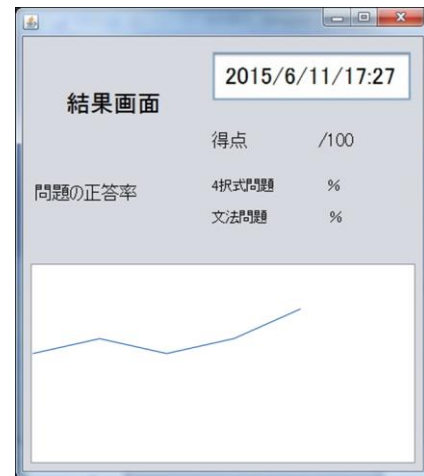 2015/6/11/17:27
結果画面
得点 /100
問題の正答率
4択式問題 %
文法問題 %